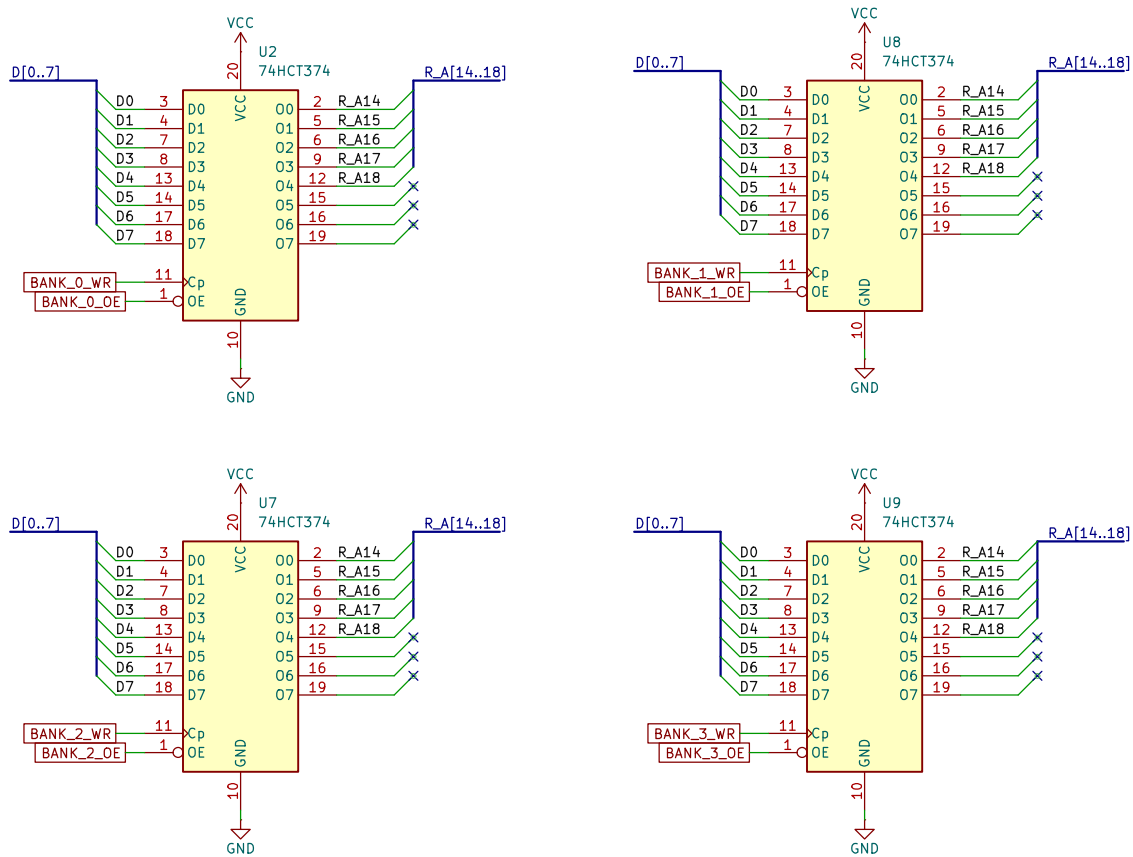 VCC
U2
74HCT374
20
VCC
D[0..7]
R_A[14..18]
D0 3 D0 O0 2 R_A14
D1 4 D1 O1 5 R_A15
D2 7 D2 O2 6 R_A16
D3 8 D3 O3 9 R_A17
D4 13 D4 O4 12 R_A18
D5 14 D5 O5 15
D6 17 D6 O6 16
D7 18 D7 O7 19
BANK_0_WR 11 Cp
BANK_0_OE 1 OE
GND
10
GND
VCC
U8
74HCT374
20
VCC
D[0..7]
R_A[14..18]
D0 3 D0 O0 2 R_A14
D1 4 D1 O1 5 R_A15
D2 7 D2 O2 6 R_A16
D3 8 D3 O3 9 R_A17
D4 13 D4 O4 12 R_A18
D5 14 D5 O5 15
D6 17 D6 O6 16
D7 18 D7 O7 19
BANK_1_WR 11 Cp
BANK_1_OE 1 OE
GND
10
GND
VCC
U7
74HCT374
20
VCC
D[0..7]
R_A[14..18]
D0 3 D0 O0 2 R_A14
D1 4 D1 O1 5 R_A15
D2 7 D2 O2 6 R_A16
D3 8 D3 O3 9 R_A17
D4 13 D4 O4 12 R_A18
D5 14 D5 O5 15
D6 17 D6 O6 16
D7 18 D7 O7 19
BANK_2_WR 11 Cp
BANK_2_OE 1 OE
GND
10
GND
VCC
U9
74HCT374
20
VCC
D[0..7]
R_A[14..18]
D0 3 D0 O0 2 R_A14
D1 4 D1 O1 5 R_A15
D2 7 D2 O2 6 R_A16
D3 8 D3 O3 9 R_A17
D4 13 D4 O4 12 R_A18
D5 14 D5 O5 15
D6 17 D6 O6 16
D7 18 D7 O7 19
BANK_3_WR 11 Cp
BANK_3_OE 1 OE
GND
10
GND